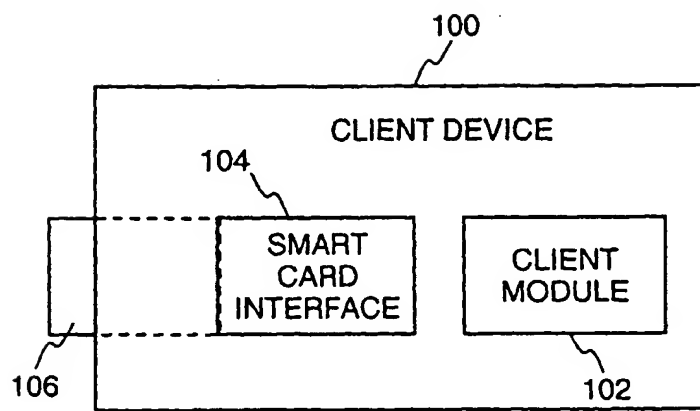 100
CLIENT DEVICE
104
SMART
CARD
INTERFACE
CLIENT
MODULE
106
102